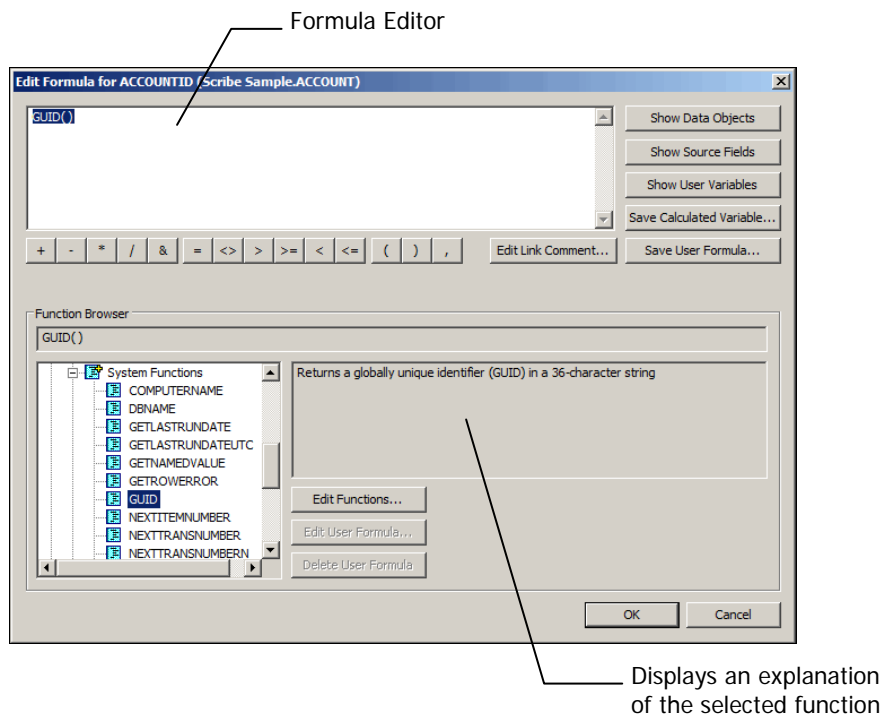 Formula Editor
Edit Formula for ACCOUNTID (Scribe Sample.ACCOUNT)
GUID()
Show Data Objects
Show Source Fields
Show User Variables
Save Calculated Variable...
+ - * / & = <> > >= < <= ( ) , Edit Link Comment... Save User Formula...
Function Browser
GUID()
System Functions
COMPUTERNAME
DBNAME
GETLASTRUNDATE
GETLASTRUNDATEUTC
GETNAMEDVALUE
GETROWERROR
GUID
NEXTITEMNUMBER
NEXTTRANSNUMBER
NEXTTRANSNUMBERN
Returns a globally unique identifier (GUID) in a 36-character string
Edit Functions...
Edit User Formula...
Delete User Formula
OK Cancel
Displays an explanation
of the selected function